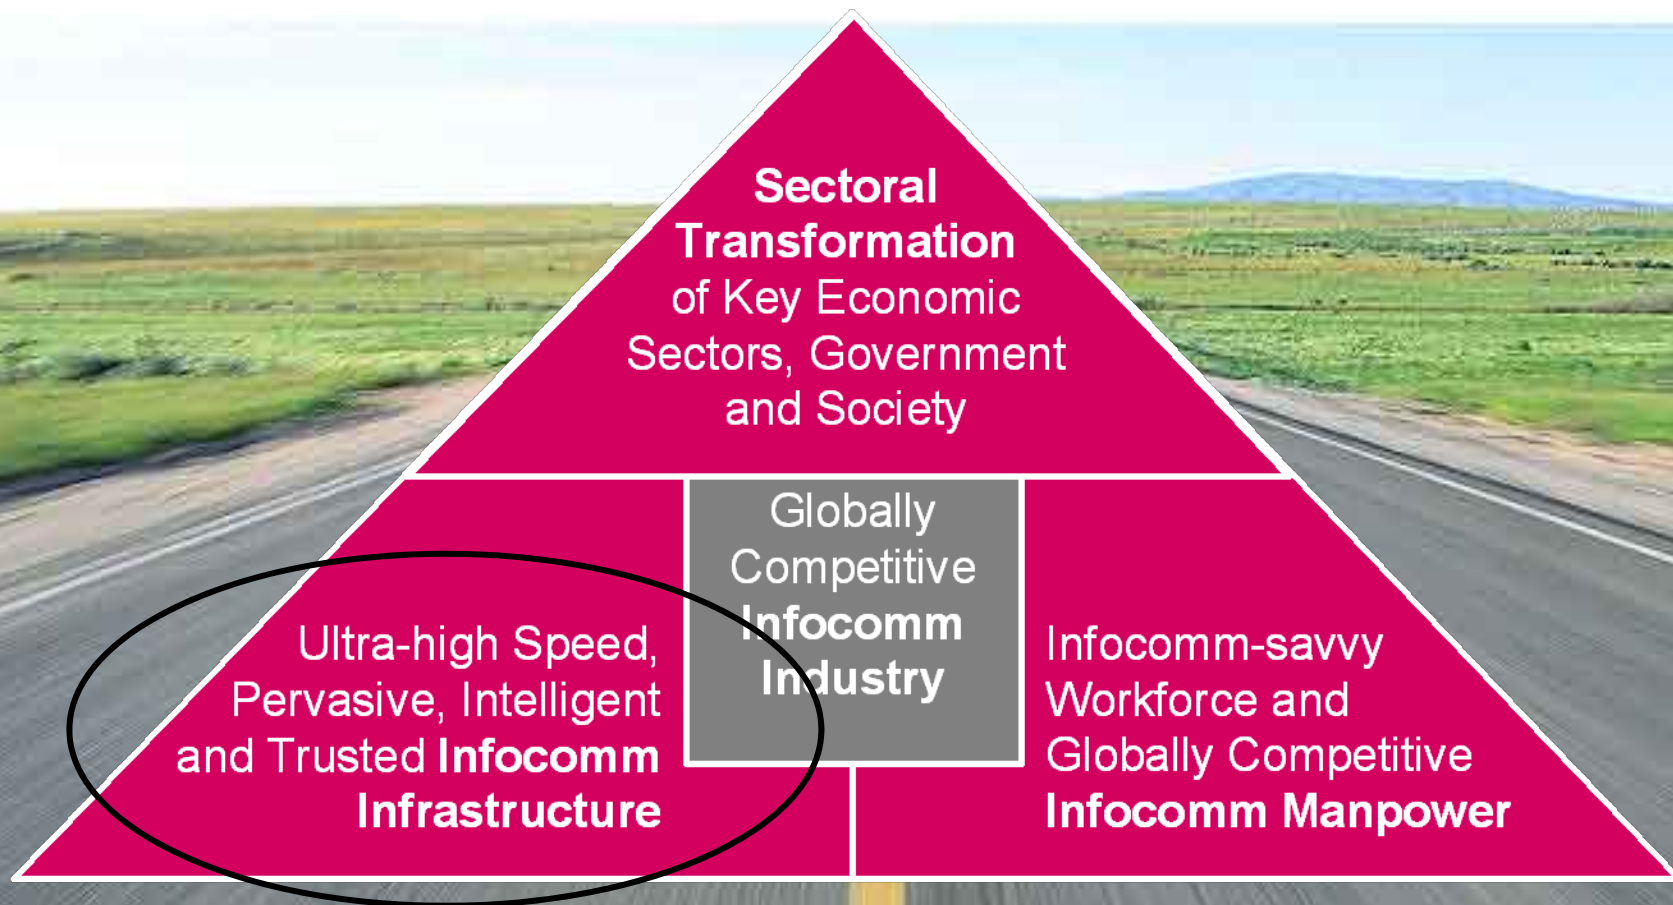 Sectoral
Transformation
of Key Economic
Sectors, Government
and Society
Globally
Competitive
Infocomm
Industry
Ultra-high Speed,
Pervasive, Intelligent
and Trusted Infocomm
Infrastructure
Infocomm-savvy
Workforce and
Globally Competitive
Infocomm Manpower